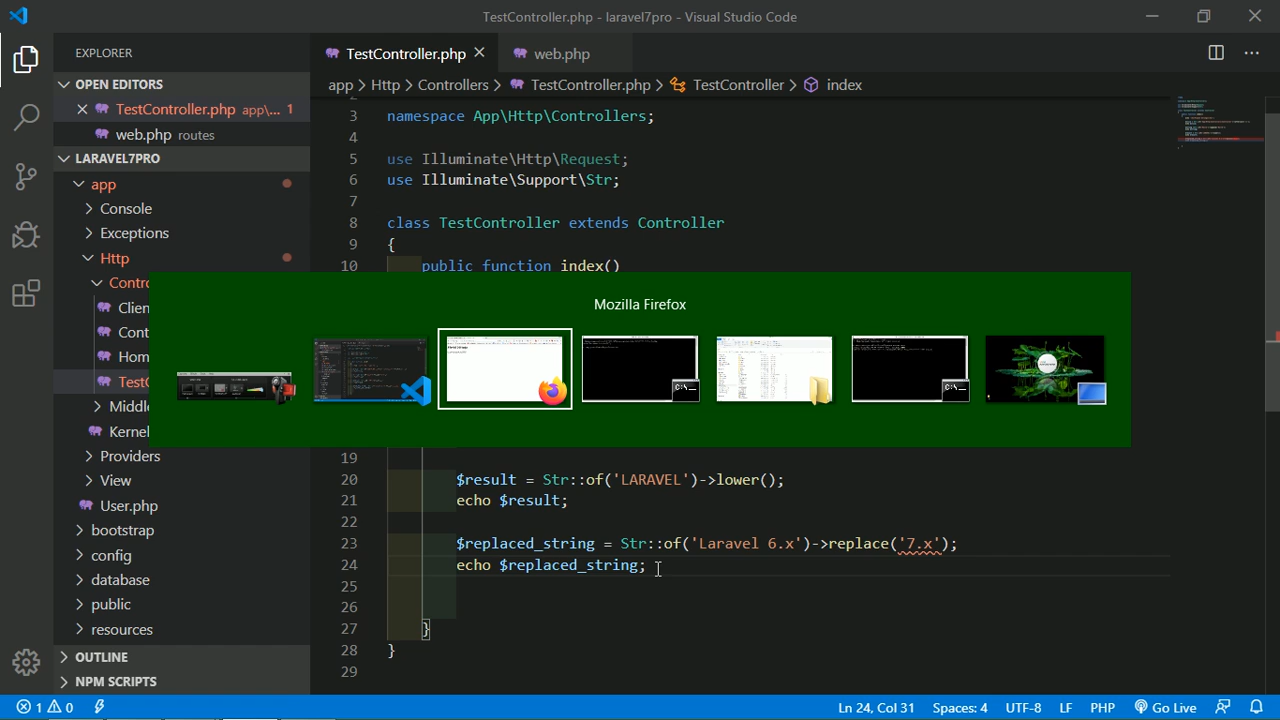 TestController.php - laravel7pro - Visual Studio Code
EXPLORER
TestController.php
web.php
OPEN EDITORS
app > Http > Controllers > TestController.php > TestController > index
TestController.php app\... 1
web.php routes
LARAVEL7PRO
app
Console
Exceptions
Http
Contro
Clien
Cont
Hom
TestC
Middl
Kernel
Providers
View
User.php
bootstrap
config
database
public
resources
OUTLINE
NPM SCRIPTS
3 namespace App\Http\Controllers;
4
5 use Illuminate\Http\Request;
6 use Illuminate\Support\Str;
7
8 class TestController extends Controller
9 {
10 public function index()
Mozilla Firefox
19
20 $result = Str::of('LARAVEL')->lower();
21 echo $result;
22
23 $replaced_string = Str::of('Laravel 6.x')->replace('7.x');
24 echo $replaced_string;
25
26
27 }
28 }
29
1 0
Ln 24, Col 31
Spaces: 4
UTF-8
LF
PHP
Go Live